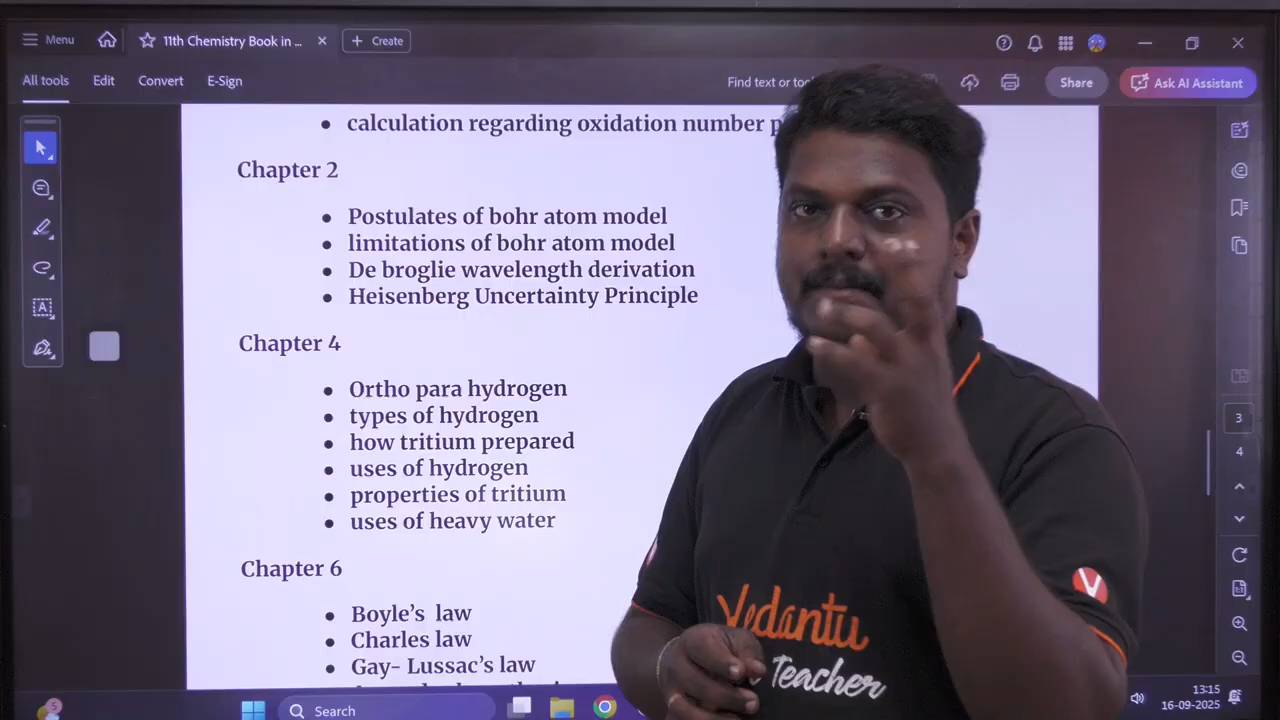 Menu
11th Chemistry Book in ...
Create
All tools
Edit
Convert
E-Sign
Find text or too
Share
Ask AI Assistant
• calculation regarding oxidation number
Chapter 2
• Postulates of bohr atom model
• limitations of bohr atom model
• De broglie wavelength derivation
• Heisenberg Uncertainty Principle
Chapter 4
• Ortho para hydrogen
• types of hydrogen
• how tritium prepared
• uses of hydrogen
• properties of tritium
• uses of heavy water
Chapter 6
• Boyle's law
• Charles law
• Gay- Lussac's law
3
4
Vedantu
Teacher
V
Search
13:15
16-09-2025